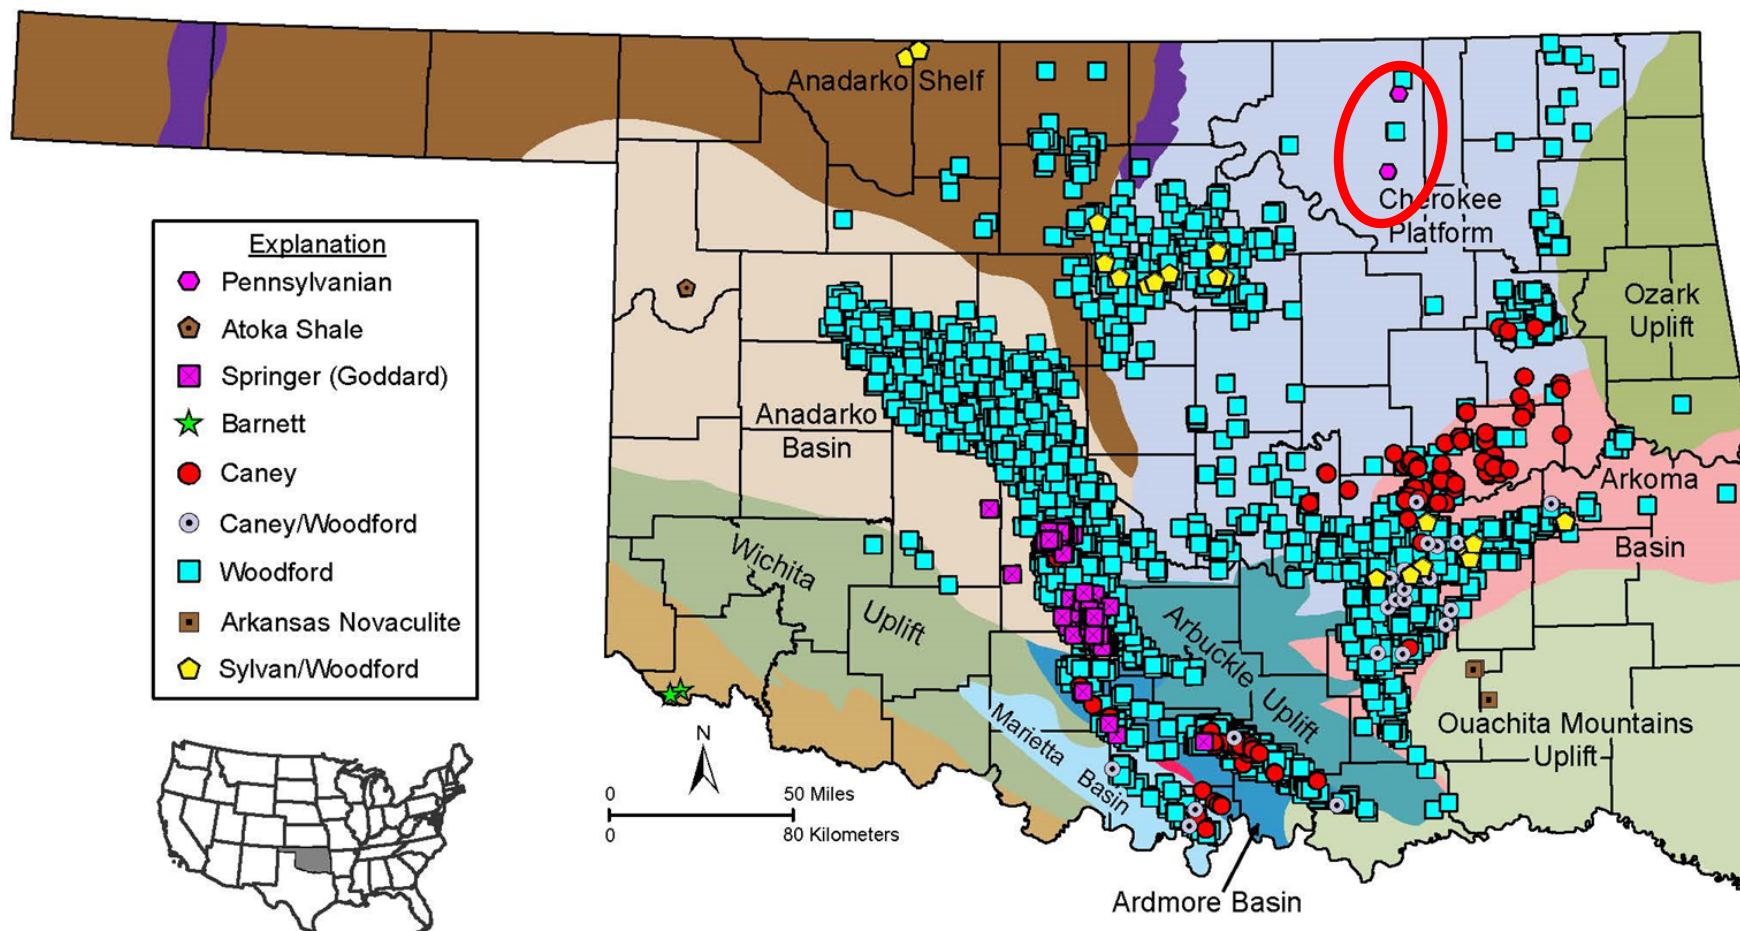 Anadarko Shelf
Cherokee
Platform
Explanation
Pennsylvanian
Atoka Shale
Springer (Goddard)
Barnett
Caney
Caney/Woodford
Woodford
Arkansas Novaculite
Sylvan/Woodford
Ozark
Uplift
Anadarko
Basin
Arkoma
Basin
Wichita
Uplift
Arbuckle
Uplift
Marietta
Basin
Ouachita Mountains
Uplift
N
0 50 Miles
0 80 Kilometers
Ardmore Basin